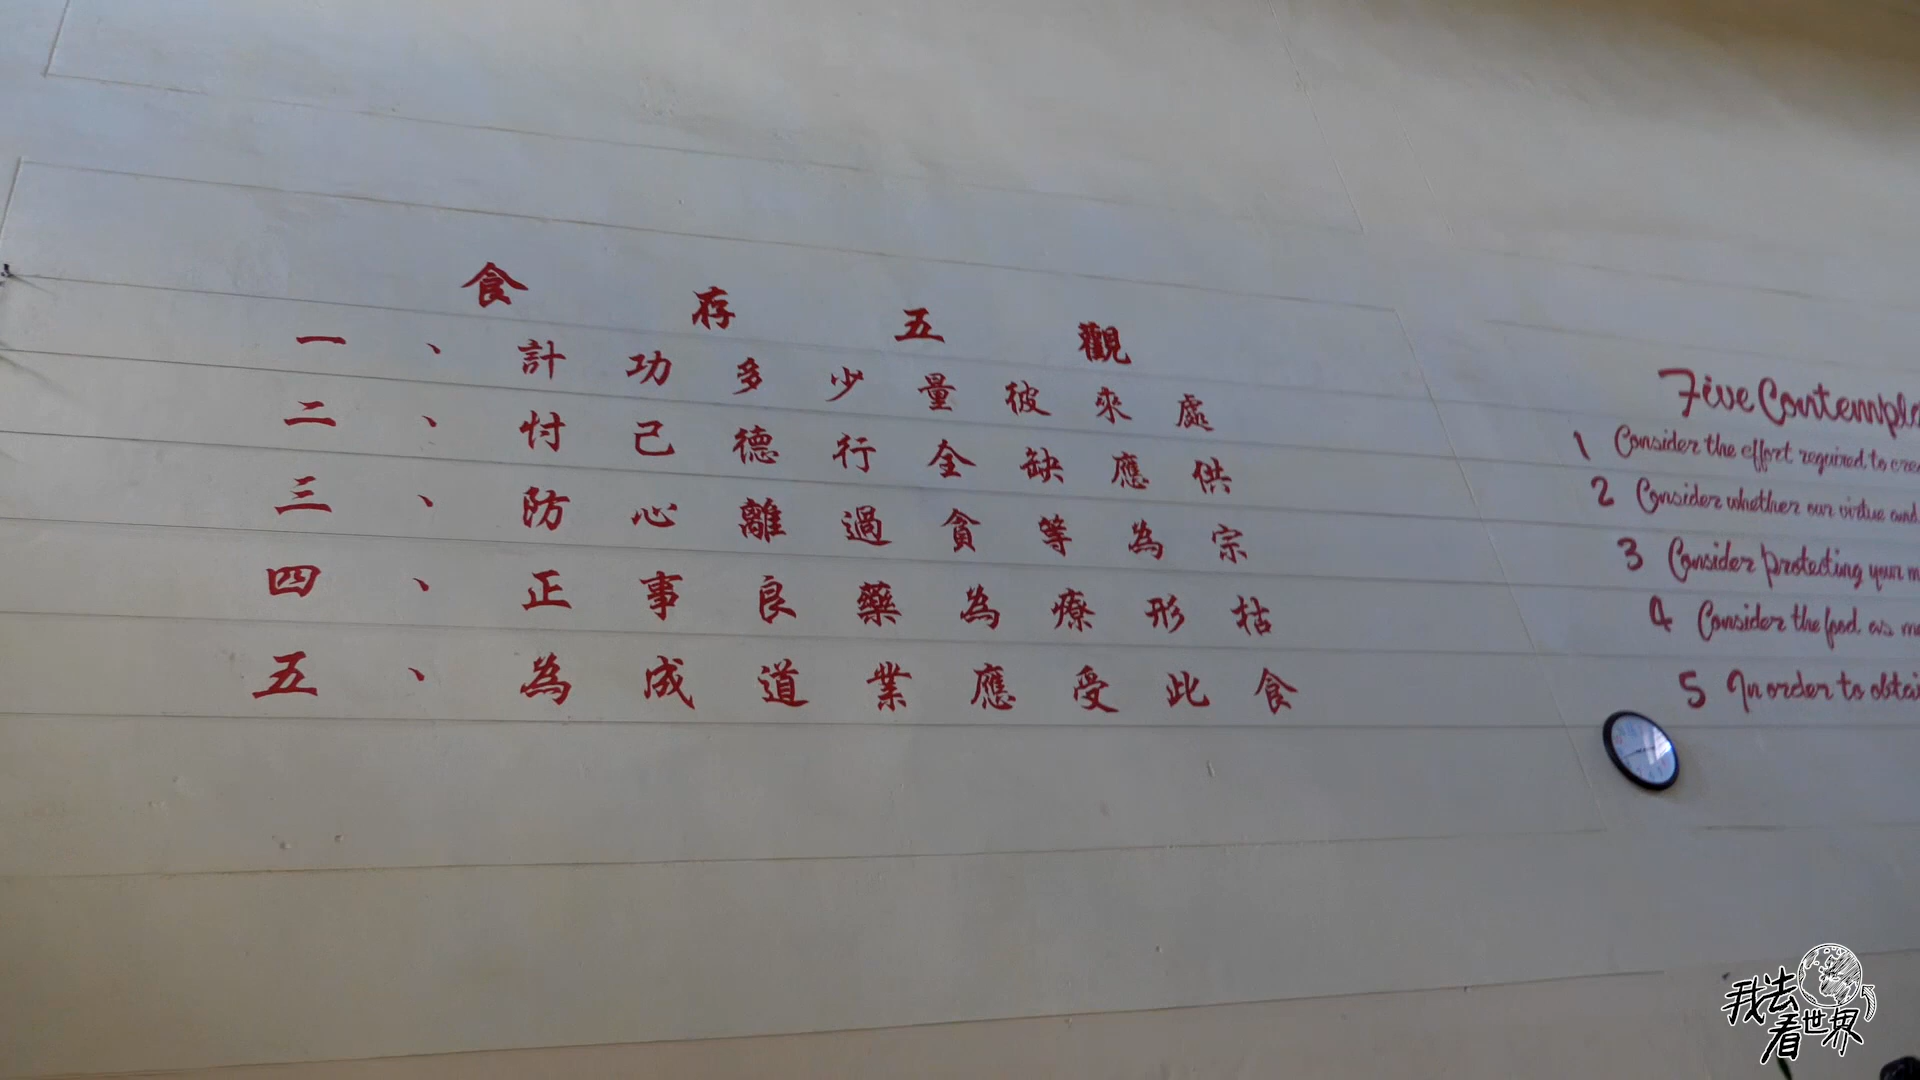 食存五觀
一、計功多少量彼來處
二、忖己德行全缺應供
三、防心離過貪等為宗
四、正事良藥為療形枯
五、為成道業應受此食
Five Contempla
1 Consider the effort required to crea
2 Consider whether our virtue and
3 Consider protecting your m
4 Consider the food as me
5 In order to obtai
我去看世界